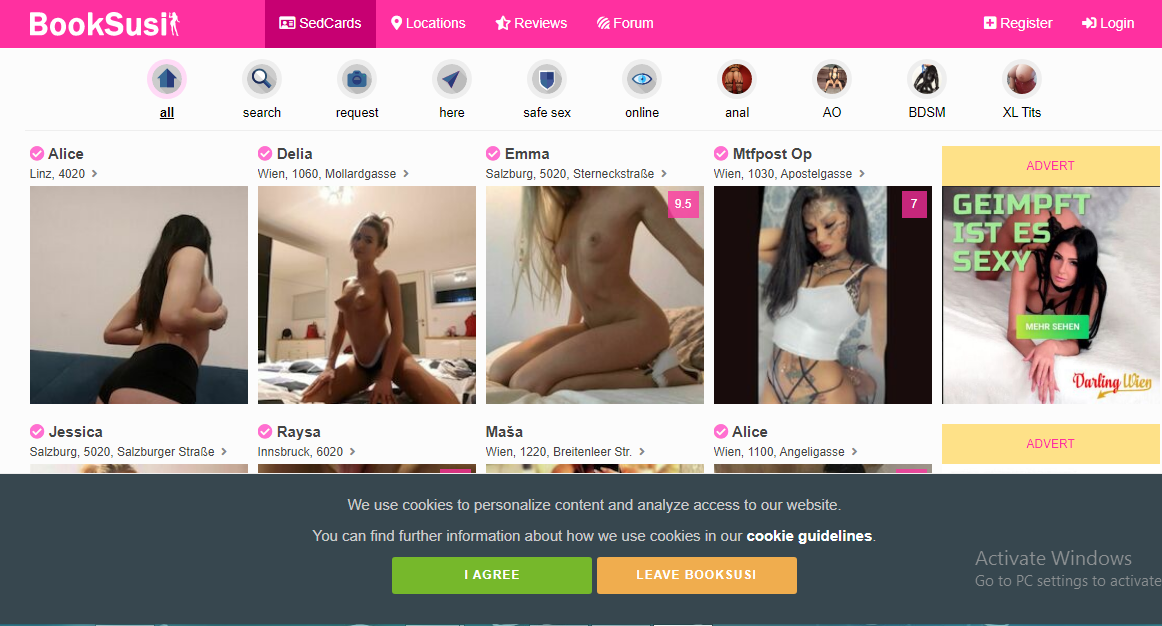 BookSusi
SedCards
Locations
Reviews
Forum
Register
Login
all
search
request
here
safe sex
online
anal
AO
BDSM
XL Tits
Alice
Linz, 4020
Delia
Wien, 1060, Mollardgasse
Emma
Salzburg, 5020, Sterneckstraße
Mtfpost Op
Wien, 1030, Apostelgasse
ADVERT
9.5
7
GEIMPFT
IST ES
SEXY
MEHR SEHEN
Darling Wien
Jessica
Salzburg, 5020, Salzburger Straße
Raysa
Innsbruck, 6020
Maša
Wien, 1220, Breitenleer Str.
Alice
Wien, 1100, Angeligasse
ADVERT
We use cookies to personalize content and analyze access to our website.
You can find further information about how we use cookies in our cookie guidelines.
I AGREE
LEAVE BOOKSUSI
Activate Windows
Go to PC settings to activate